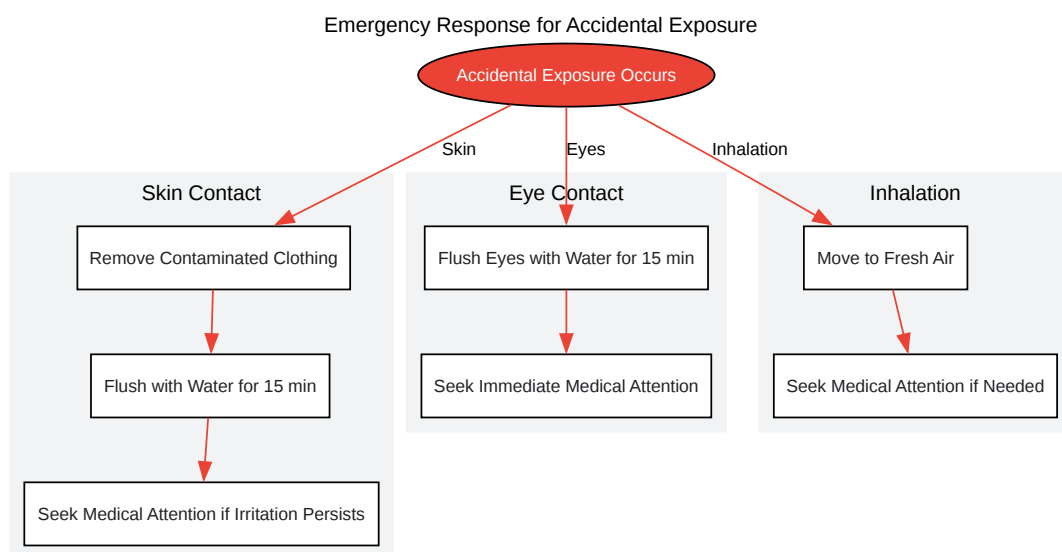 Emergency Response for Accidental Exposure
Accidental Exposure Occurs
Skin
Eyes
Inhalation
Skin Contact
Eye Contact
Inhalation
Remove Contaminated Clothing
Flush Eyes with Water for 15 min
Move to Fresh Air
Flush with Water for 15 min
Seek Immediate Medical Attention
Seek Medical Attention if Needed
Seek Medical Attention if Irritation Persists